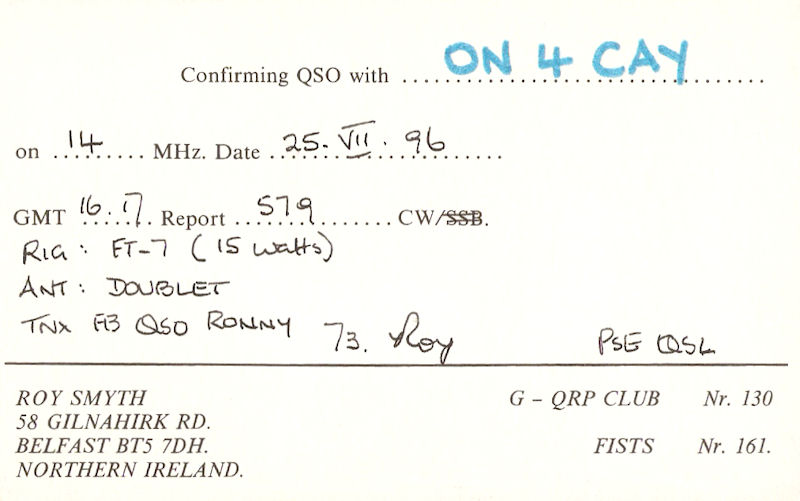 Confirming QSO with ON 4 CAY
on 14 MHz. Date 25. VII. 96
GMT 16.17 Report 579 CW/SSB.
RIG: FT-7 (15 watts)
ANT: DOUBLET
TNX FB QSO RONNY 73. Roy PSE QSL
ROY SMYTH G – QRP CLUB Nr. 130
58 GILNAHIRK RD.
BELFAST BT5 7DH. FISTS Nr. 161.
NORTHERN IRELAND.